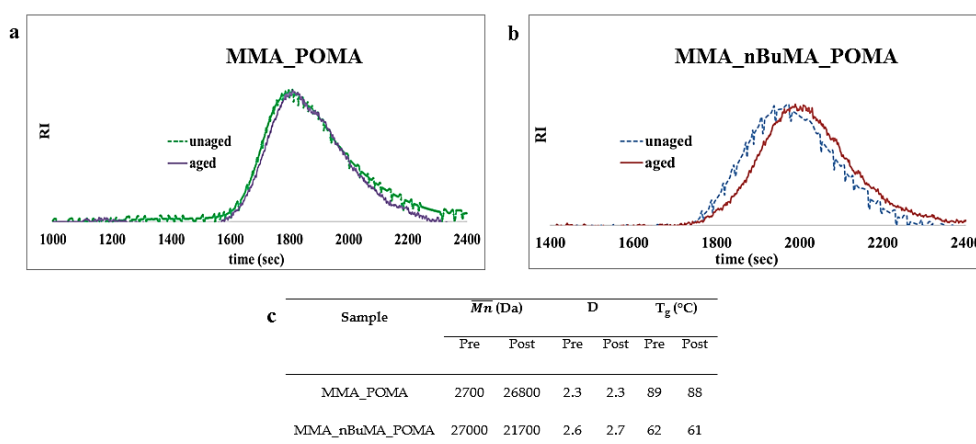 a
MMA_POMA
RI
unaged
aged
1000 1200 1400 1600 1800 2000 2200 2400
time (sec)
b
MMA_nBuMA_POMA
RI
unaged
aged
1400 1600 1800 2000 2200 2400
time (sec)
c
Sample Mn (Da) D Tg (°C)
Pre Post Pre Post Pre Post
MMA_POMA 2700 26800 2.3 2.3 89 88
MMA_nBuMA_POMA 27000 21700 2.6 2.7 62 61